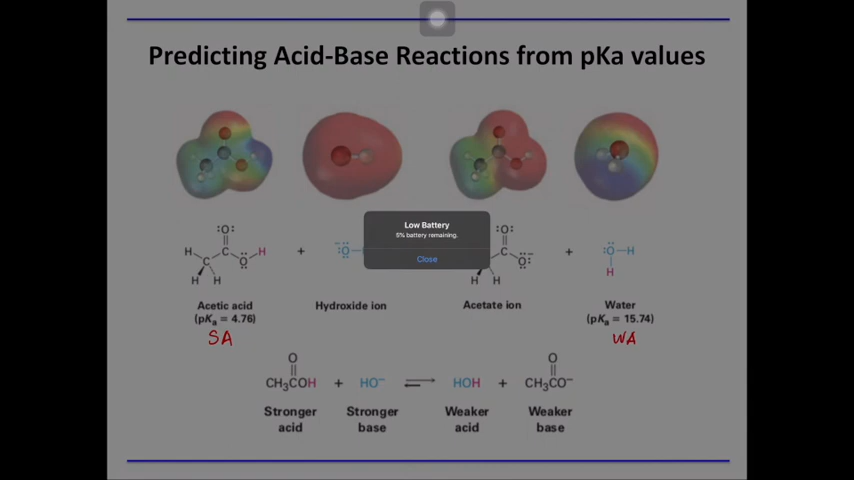 Predicting Acid-Base Reactions from pKa values
Low Battery
5% battery remaining.
Close
:O:
H C C O H
H H
+
:O
:O:
C O:
H H
+
:O—H
H
Acetic acid
(pKa = 4.76)
SA
Hydroxide ion
Acetate ion
Water
(pKa = 15.74)
WA
O
CH3COH + HO− ⇌ HOH + CH3CO−
O
Stronger acid
Stronger base
Weaker acid
Weaker base